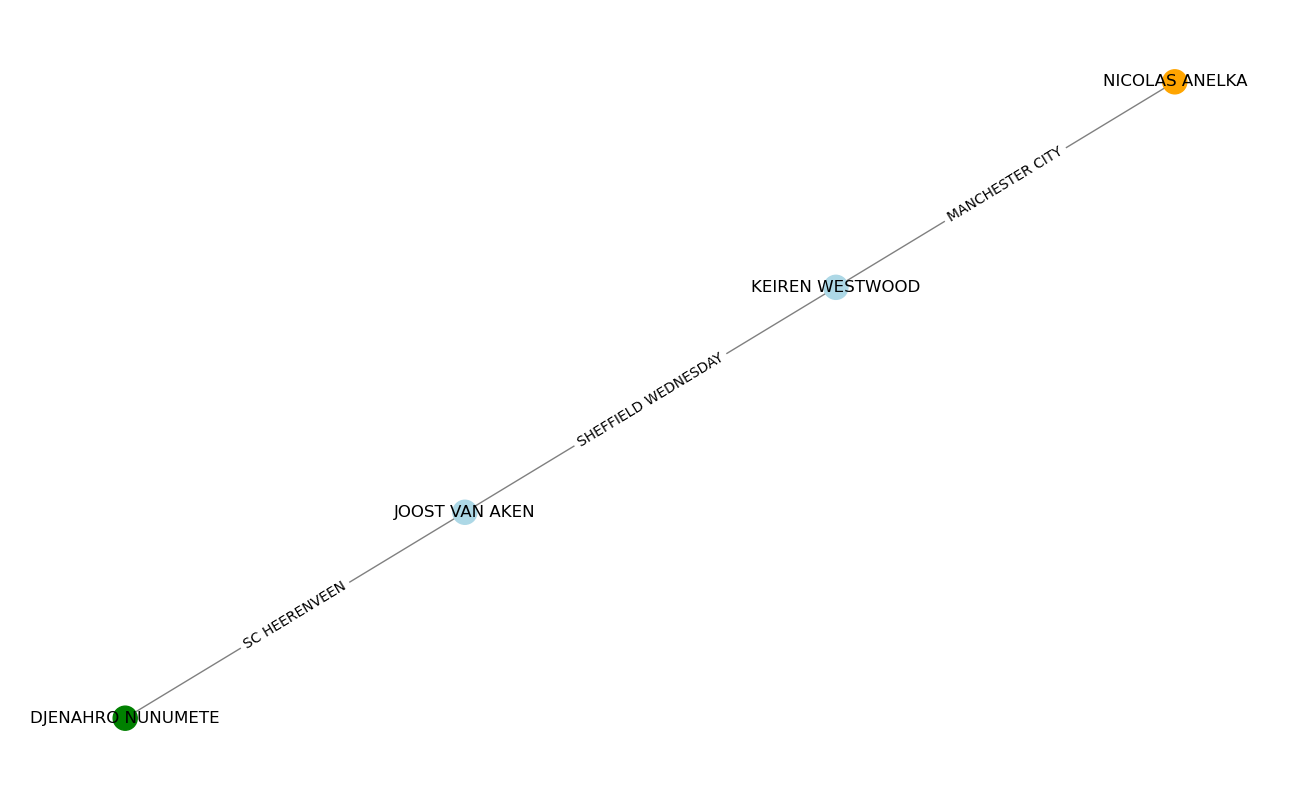 NICOLAS ANELKA
MANCHESTER CITY
KEIREN WESTWOOD
SHEFFIELD WEDNESDAY
JOOST VAN AKEN
SC HEERENVEEN
DJENAHRO NUNUMETE